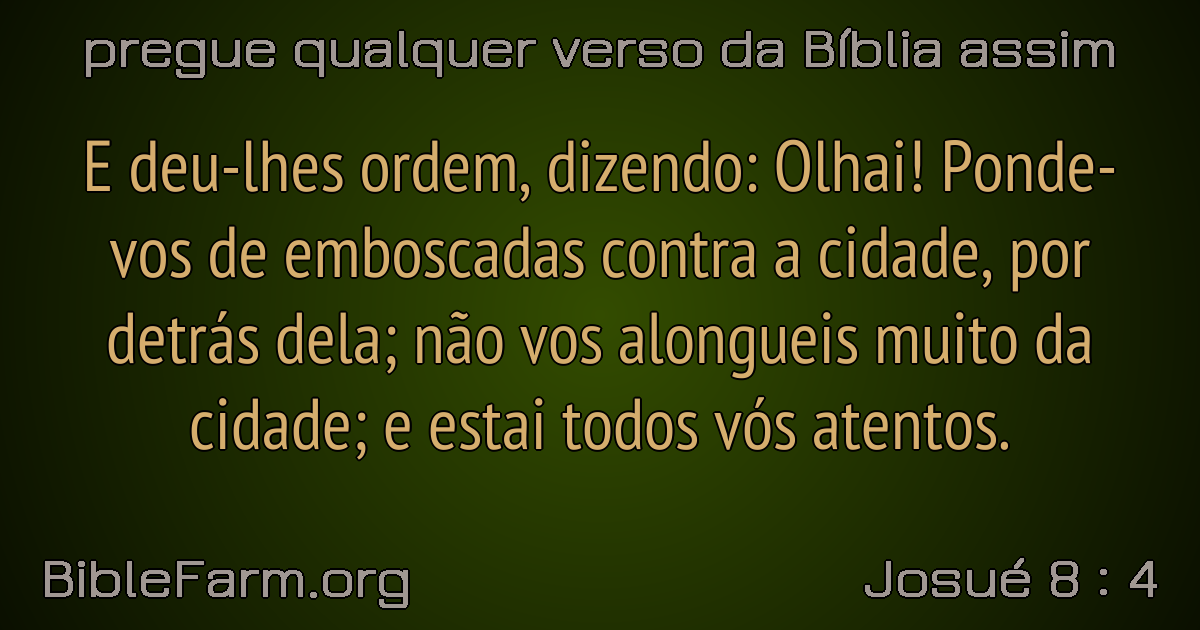 pregue qualquer verso da Bíblia assim
E deu-lhes ordem, dizendo: Olhai! Ponde-
vos de emboscadas contra a cidade, por
detrás dela; não vos alongueis muito da
cidade; e estai todos vós atentos.
BibleFarm.org
Josué 8 : 4